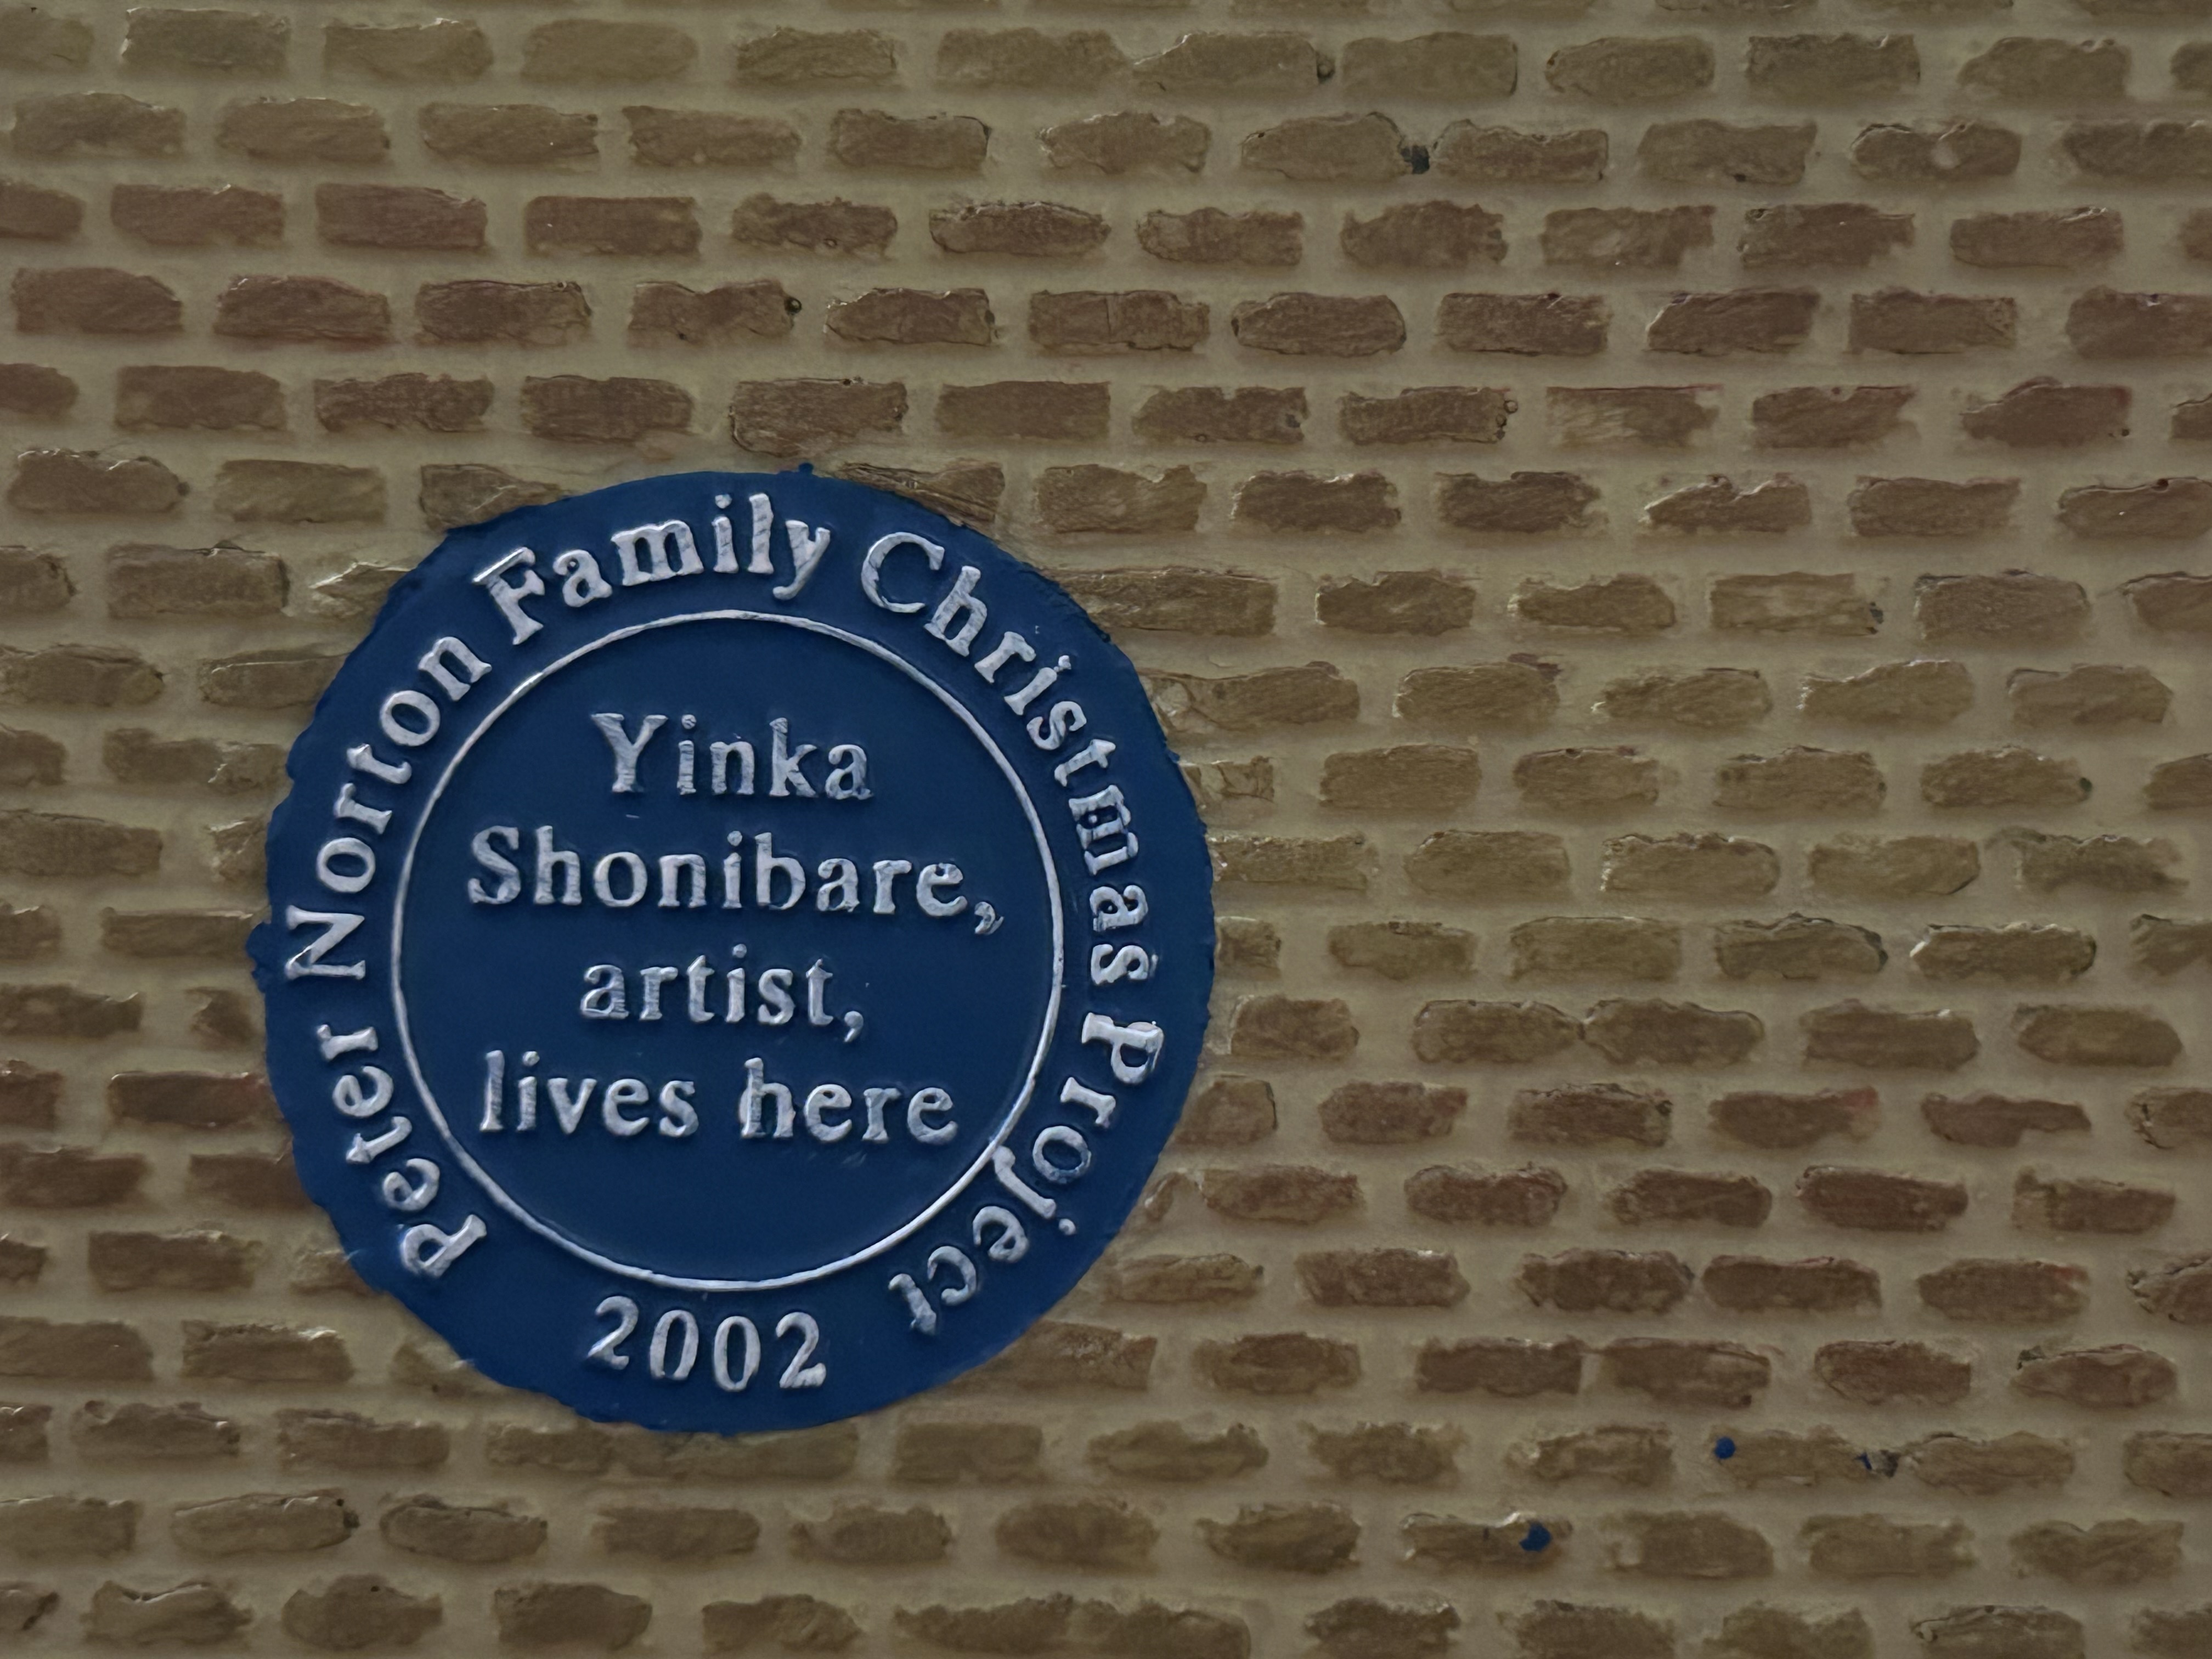 Peter Norton Family Christmas Project
Yinka
Shonibare,
artist,
lives here
2002